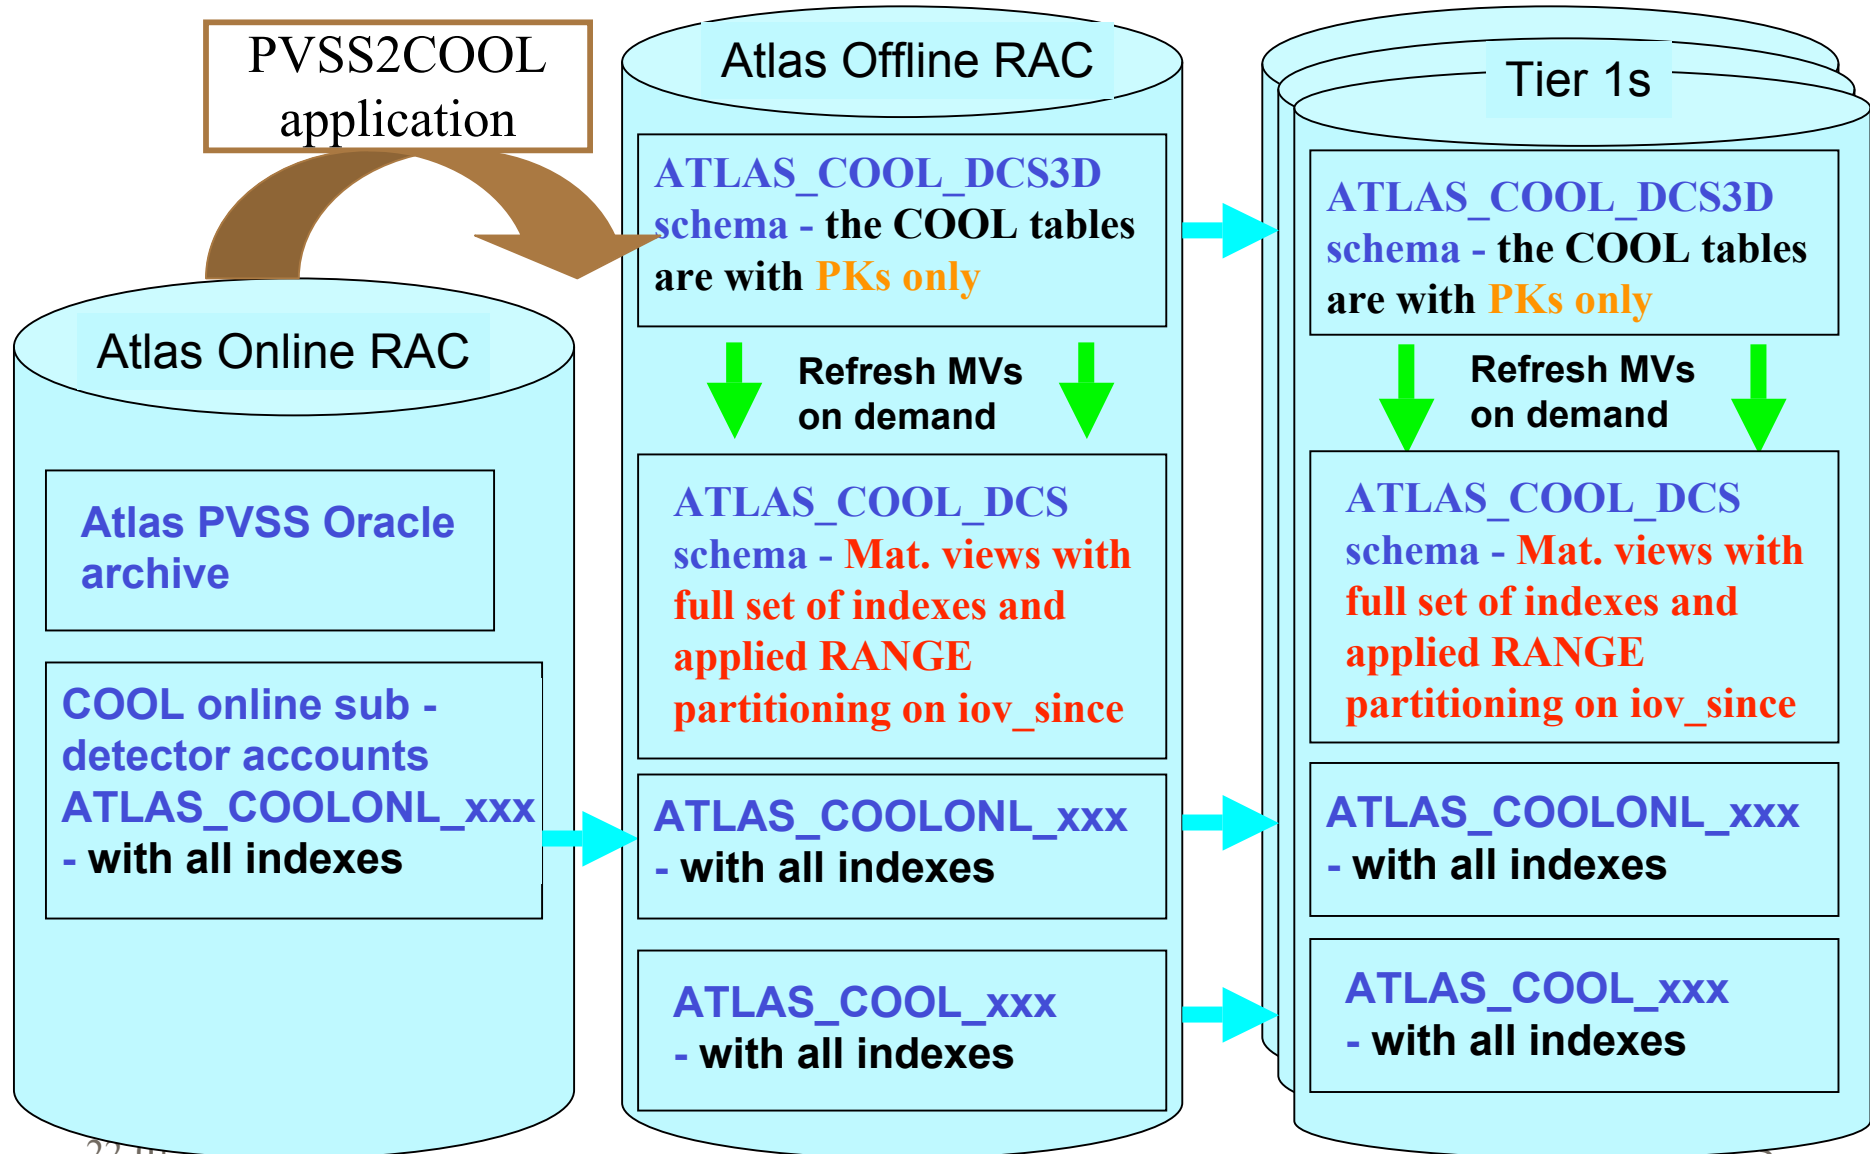 PVSS2COOL
application
Atlas Online RAC
Atlas PVSS Oracle
archive
COOL online sub -
detector accounts
ATLAS_COOLONL_xxx
- with all indexes
Atlas Offline RAC
ATLAS_COOL_DCS3D
schema - the COOL tables
are with PKs only
Refresh MVs
on demand
ATLAS_COOL_DCS
schema - Mat. views with
full set of indexes and
applied RANGE
partitioning on iov_since
ATLAS_COOLONL_xxx
- with all indexes
ATLAS_COOL_xxx
- with all indexes
Tier 1s
ATLAS_COOL_DCS3D
schema - the COOL tables
are with PKs only
Refresh MVs
on demand
ATLAS_COOL_DCS
schema - Mat. views with
full set of indexes and
applied RANGE
partitioning on iov_since
ATLAS_COOLONL_xxx
- with all indexes
ATLAS_COOL_xxx
- with all indexes